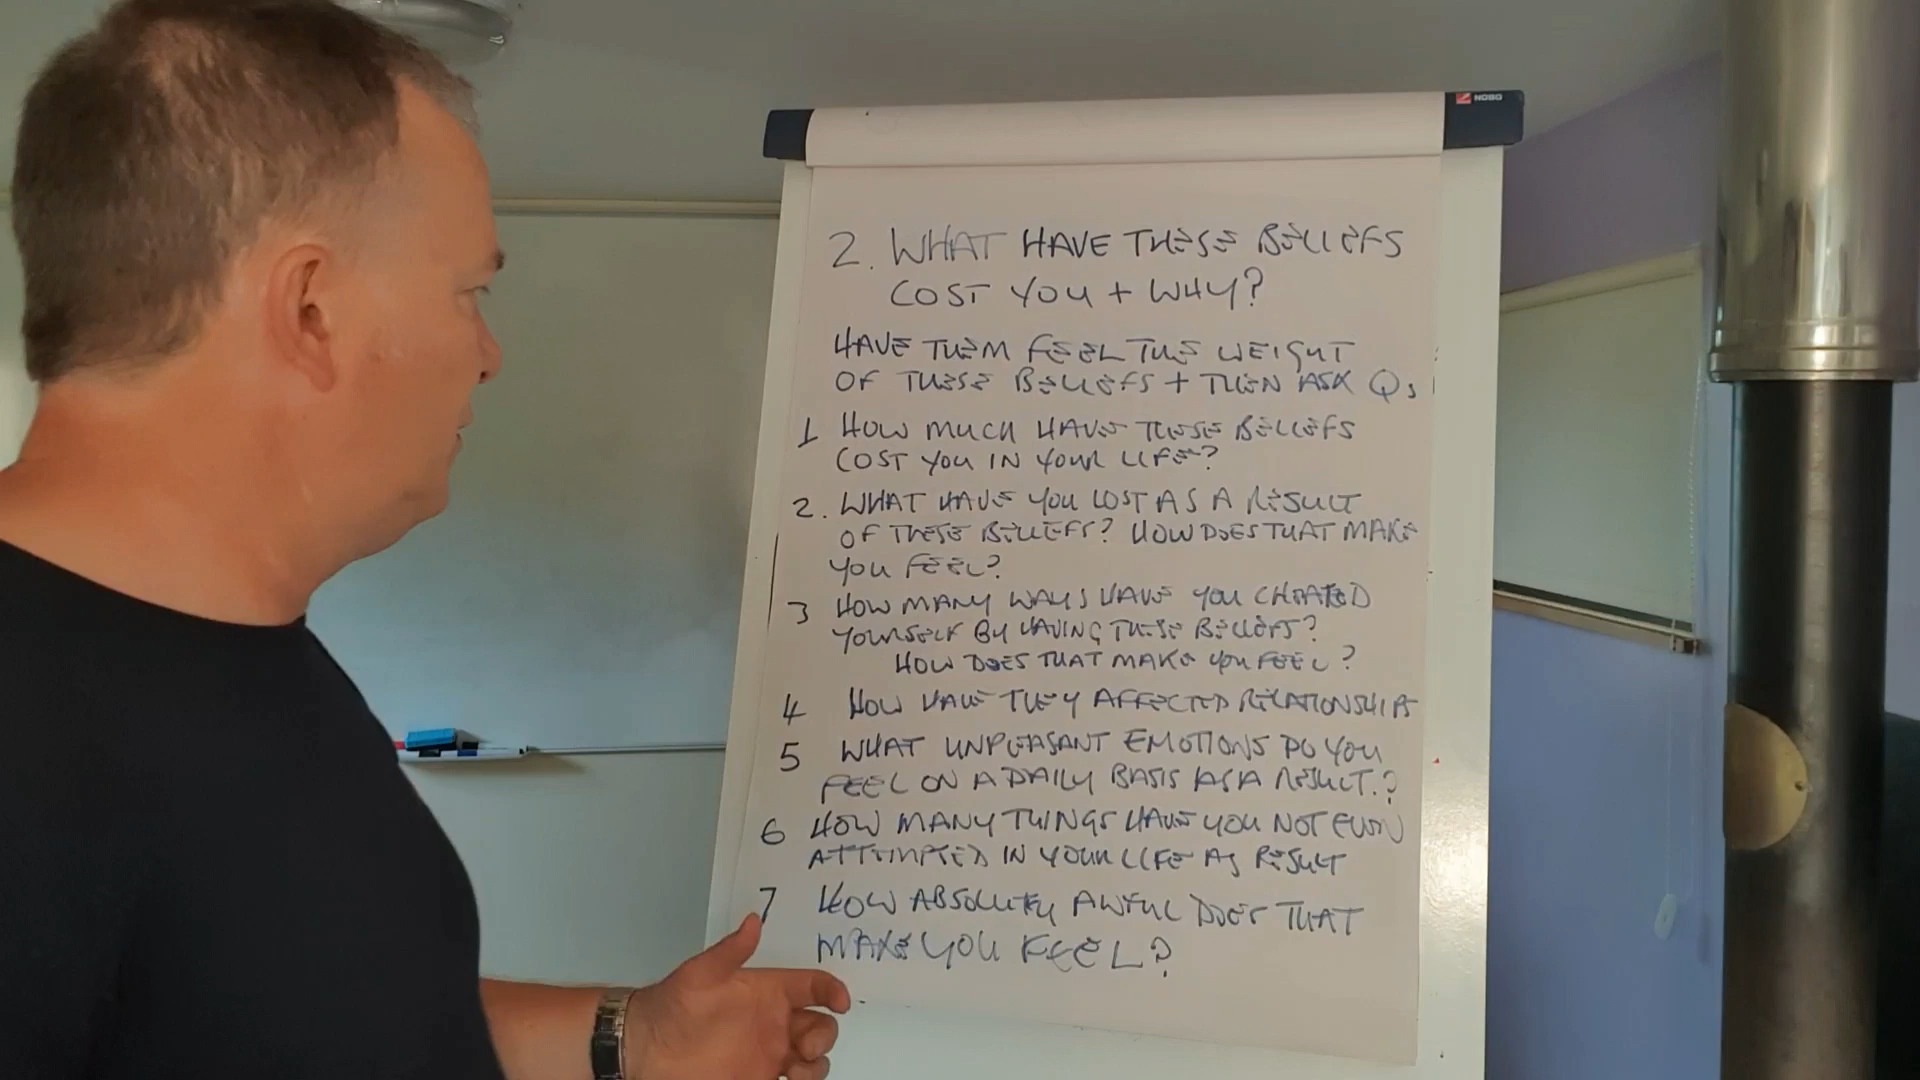 NOBO
2. WHAT HAVE THESE BELIEFS
COST YOU + WHY?
HAVE THEM FEEL THE WEIGHT
OF THESE BELIEFS + THEN ASK Qs
1 HOW MUCH HAVE THESE BELIEFS
COST YOU IN YOUR LIFE?
2. WHAT HAVE YOU LOST AS A RESULT
OF THESE BELIEFS? HOW DOES THAT MAKE
YOU FEEL?
3 HOW MANY WAYS HAVE YOU CHEATED
YOURSELF BY HAVING THESE BELIEFS?
HOW DOES THAT MAKE YOU FEEL?
4 HOW HAVE THEY AFFECTED RELATIONSHIPS
5 WHAT UNPLEASANT EMOTIONS DO YOU
FEEL ON A DAILY BASIS AS A RESULT.?
6 HOW MANY THINGS HAVE YOU NOT EVEN
ATTEMPTED IN YOUR LIFE AS RESULT
7 HOW ABSOLUTELY AWFUL DOES THAT
MAKE YOU FEEL?